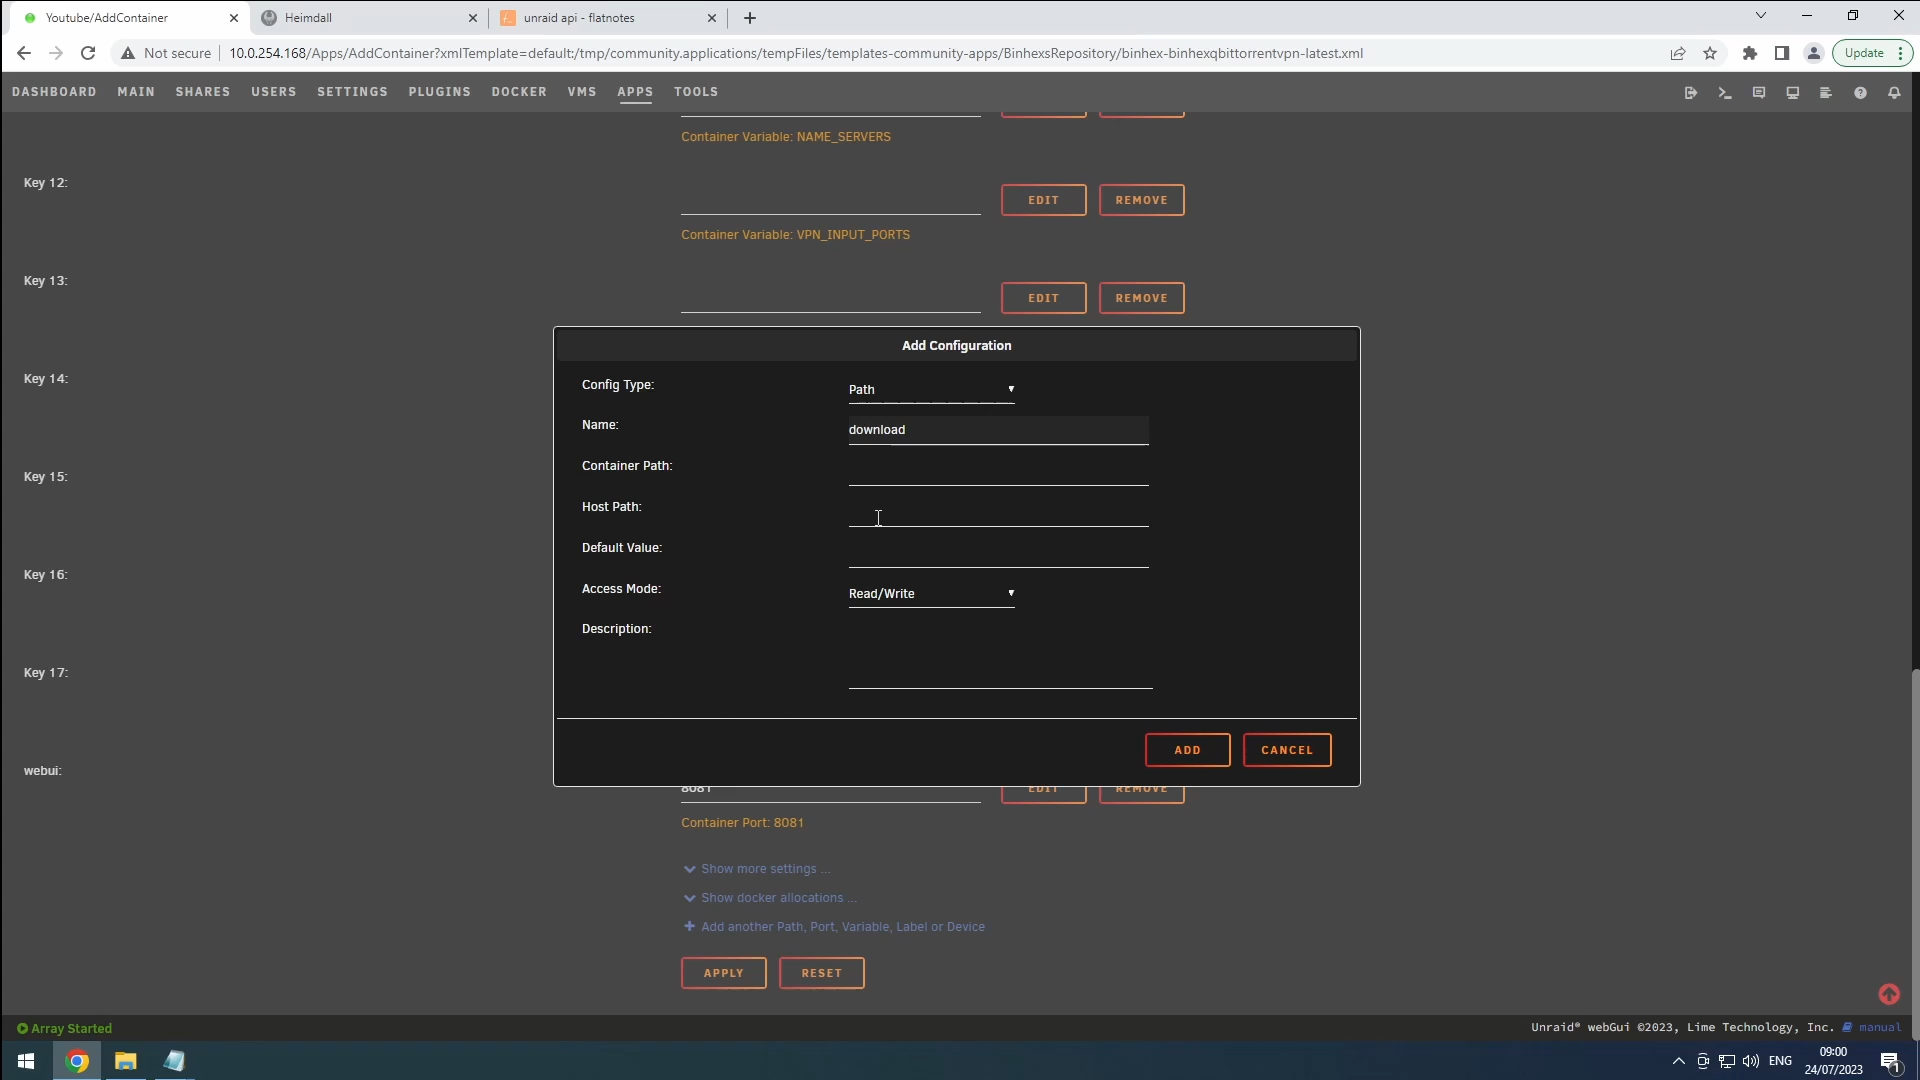 Youtube/AddContainer
Heimdall
unraid api - flatnotes
Not secure
10.0.254.168/Apps/AddContainer?xmlTemplate=default:/tmp/community.applications/tempFiles/templates-community-apps/BinhexsRepository/binhex-binhexqbittorrentvpn-latest.xml
Update
DASHBOARD MAIN SHARES USERS SETTINGS PLUGINS DOCKER VMS APPS TOOLS
Container Variable: NAME_SERVERS
Key 12:
EDIT REMOVE
Container Variable: VPN_INPUT_PORTS
Key 13:
EDIT REMOVE
Add Configuration
Key 14:
Config Type: Path
Name: download
Container Path:
Key 15:
Host Path:
Default Value:
Key 16:
Access Mode: Read/Write
Description:
Key 17:
ADD CANCEL
webui:
8081 EDIT REMOVE
Container Port: 8081
Show more settings ...
Show docker allocations ...
Add another Path, Port, Variable, Label or Device
APPLY RESET
Array Started
Unraid® webGui ©2023, Lime Technology, Inc. manual
ENG
09:00
24/07/2023
1